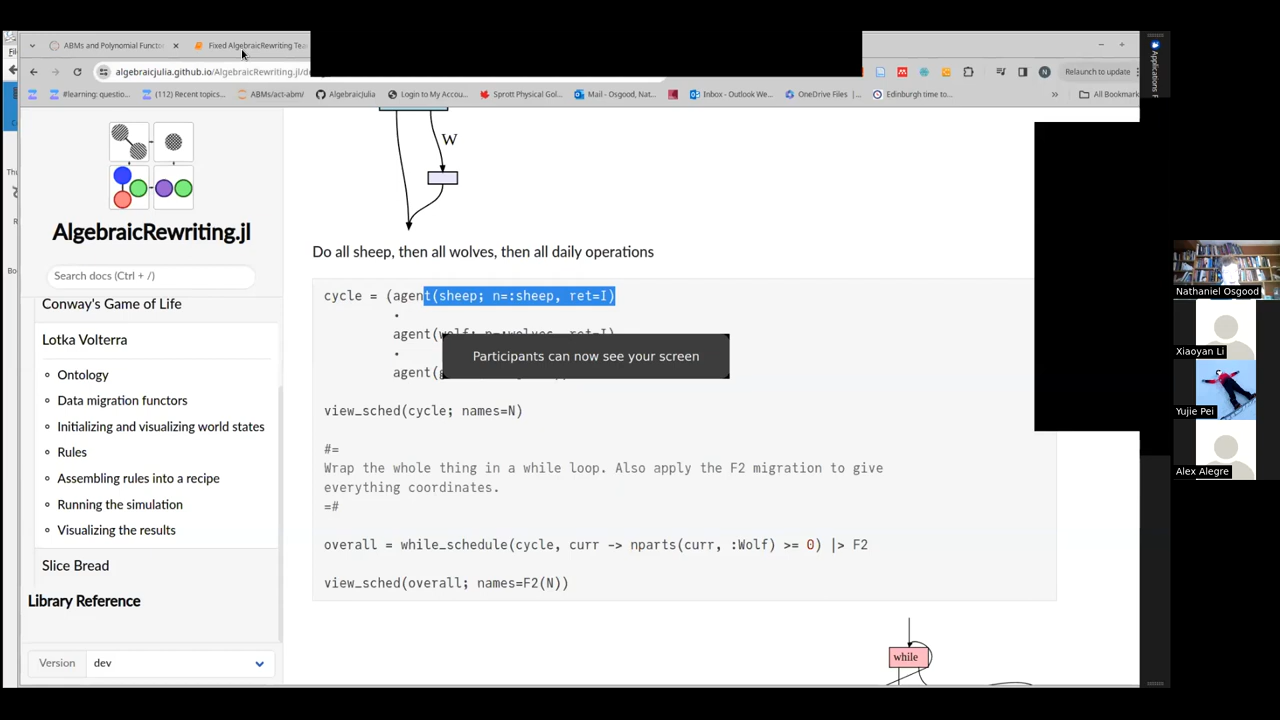 ABMs and Polynomial Functo
Fixed AlgebraicRewriting Tea
algebraicjulia.github.io/AlgebraicRewriting.jl/d
Relaunch to update
#learning: questio...
(112) Recent topics...
ABMs/act-abm/
AlgebraicJulia
Login to My Accou...
Sprott Physical Gol...
Mail - Osgood, Nat...
Inbox - Outlook We...
OneDrive Files |...
Edinburgh time to...
»
All Bookmark
AlgebraicRewriting.jl
Search docs (Ctrl + /)
Conway's Game of Life
Lotka Volterra
Ontology
Data migration functors
Initializing and visualizing world states
Rules
Assembling rules into a recipe
Running the simulation
Visualizing the results
Slice Bread
Library Reference
Version
dev
W
Do all sheep, then all wolves, then all daily operations
cycle = (agent(sheep; n=:sheep, ret=I)
⋅
agent(wolf; n=:wolves, ret=I)
⋅
agent(
Participants can now see your screen
view_sched(cycle; names=N)
#=
Wrap the whole thing in a while loop. Also apply the F2 migration to give
everything coordinates.
=#
overall = while_schedule(cycle, curr -> nparts(curr, :Wolf) >= 0) |> F2
view_sched(overall; names=F2(N))
while
Applications
Nathaniel Osgood
Xiaoyan Li
Yujie Pei
Alex Alegre